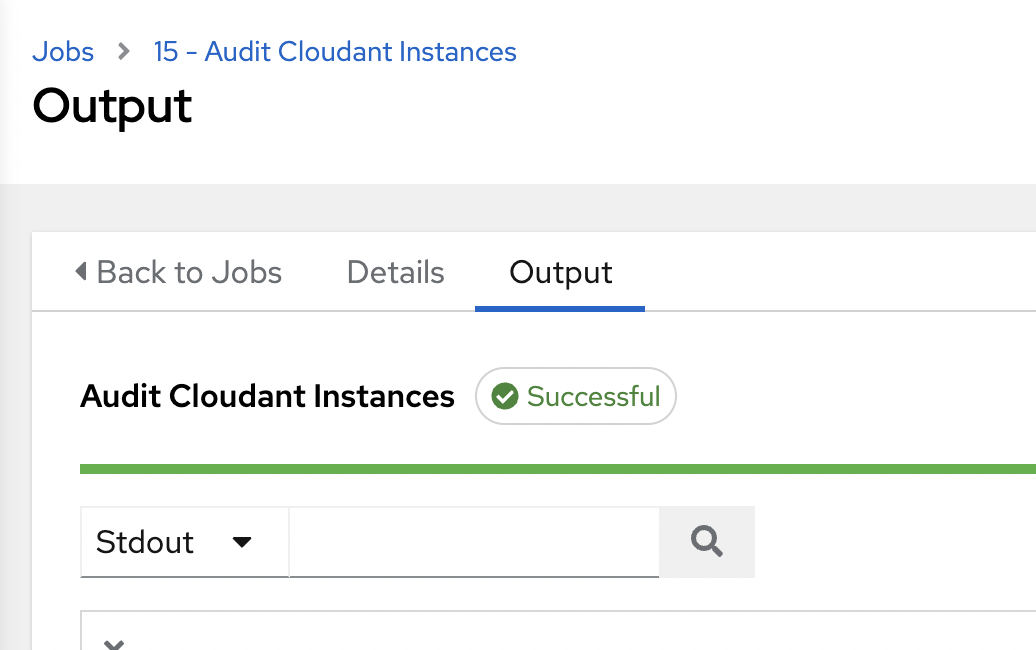 Jobs > 15 - Audit Cloudant Instances
Output
Back to Jobs Details Output
Audit Cloudant Instances Successful
Stdout